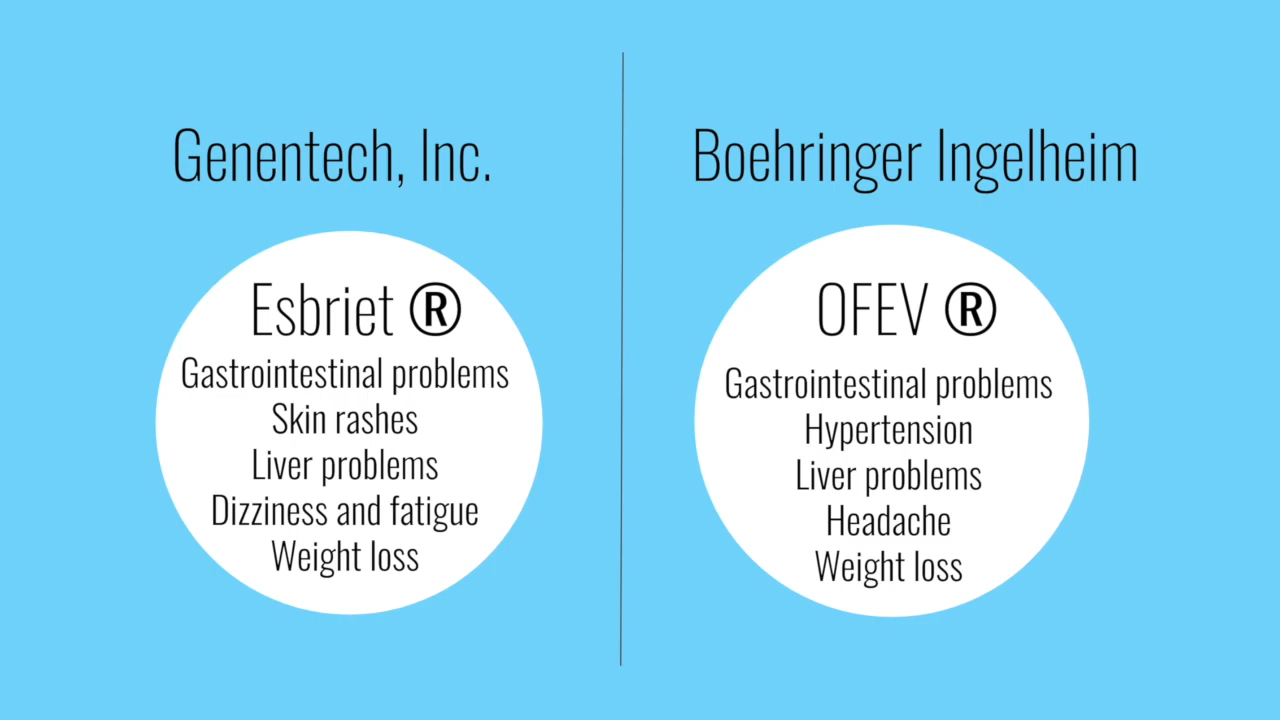 Genentech, Inc.
Esbriet ®
Gastrointestinal problems
Skin rashes
Liver problems
Dizziness and fatigue
Weight loss
Boehringer Ingelheim
OFEV ®
Gastrointestinal problems
Hypertension
Liver problems
Headache
Weight loss